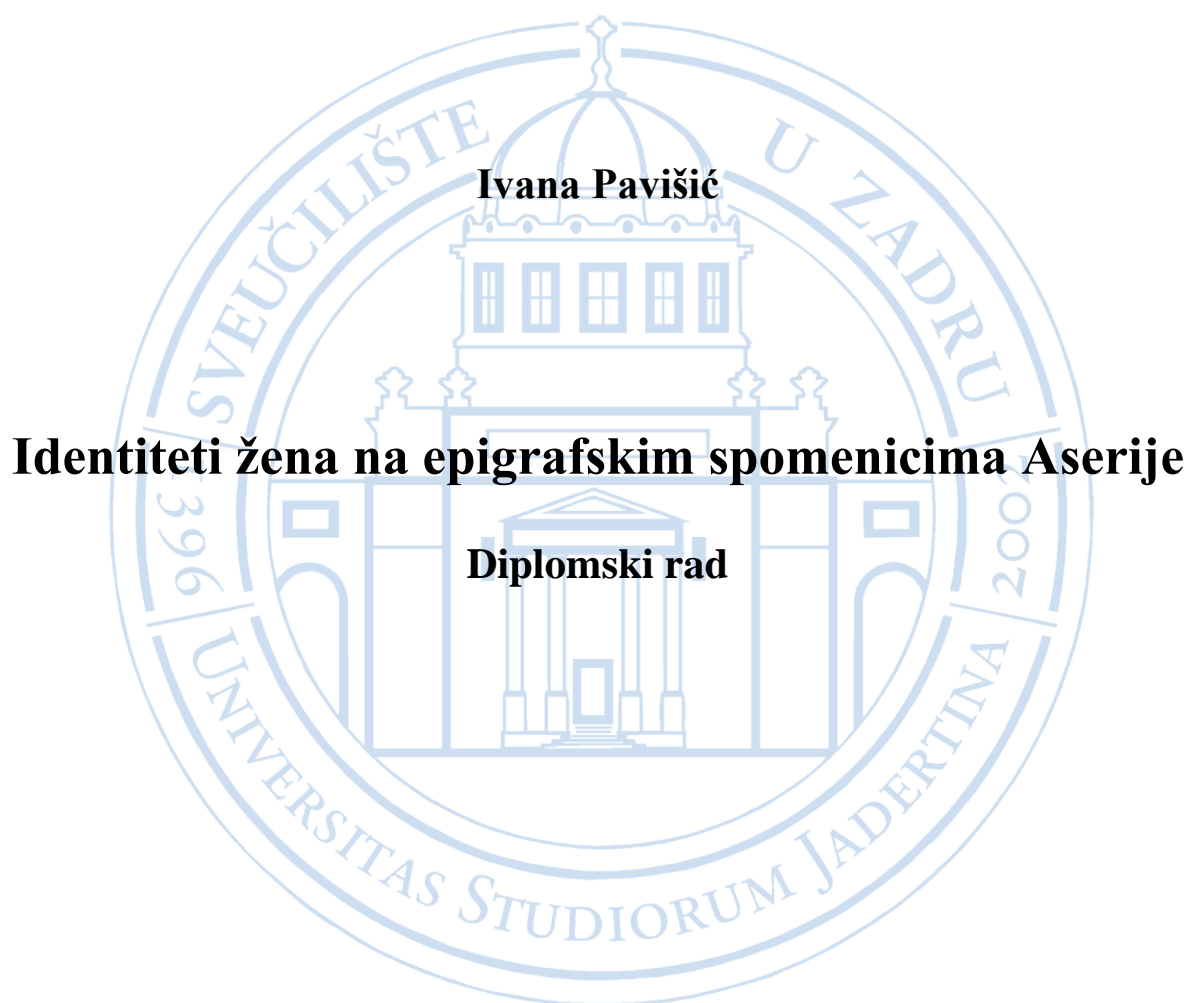 SVEUČILIŠTE U ZADRU
Ivana Pavišić
Identiteti žena na epigrafskim spomenicima Aserije
1396
2002
Diplomski rad
UNIVERSITAS STUDIORUM JADERTINA